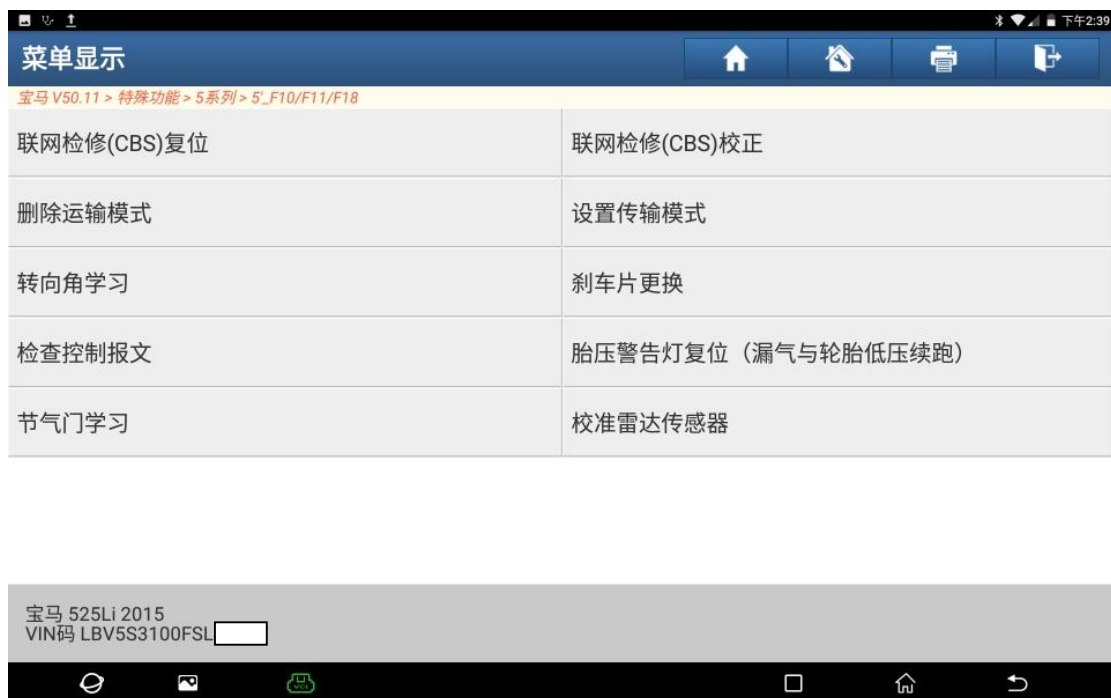 下午2:39
菜单显示
宝马 V50.11 > 特殊功能 > 5系列 > 5'_F10/F11/F18
联网检修(CBS)复位
联网检修(CBS)校正
删除运输模式
设置传输模式
转向角学习
刹车片更换
检查控制报文
胎压警告灯复位（漏气与轮胎低压续跑）
节气门学习
校准雷达传感器
宝马 525Li 2015
VIN码 LBV5S3100FSL
VCI